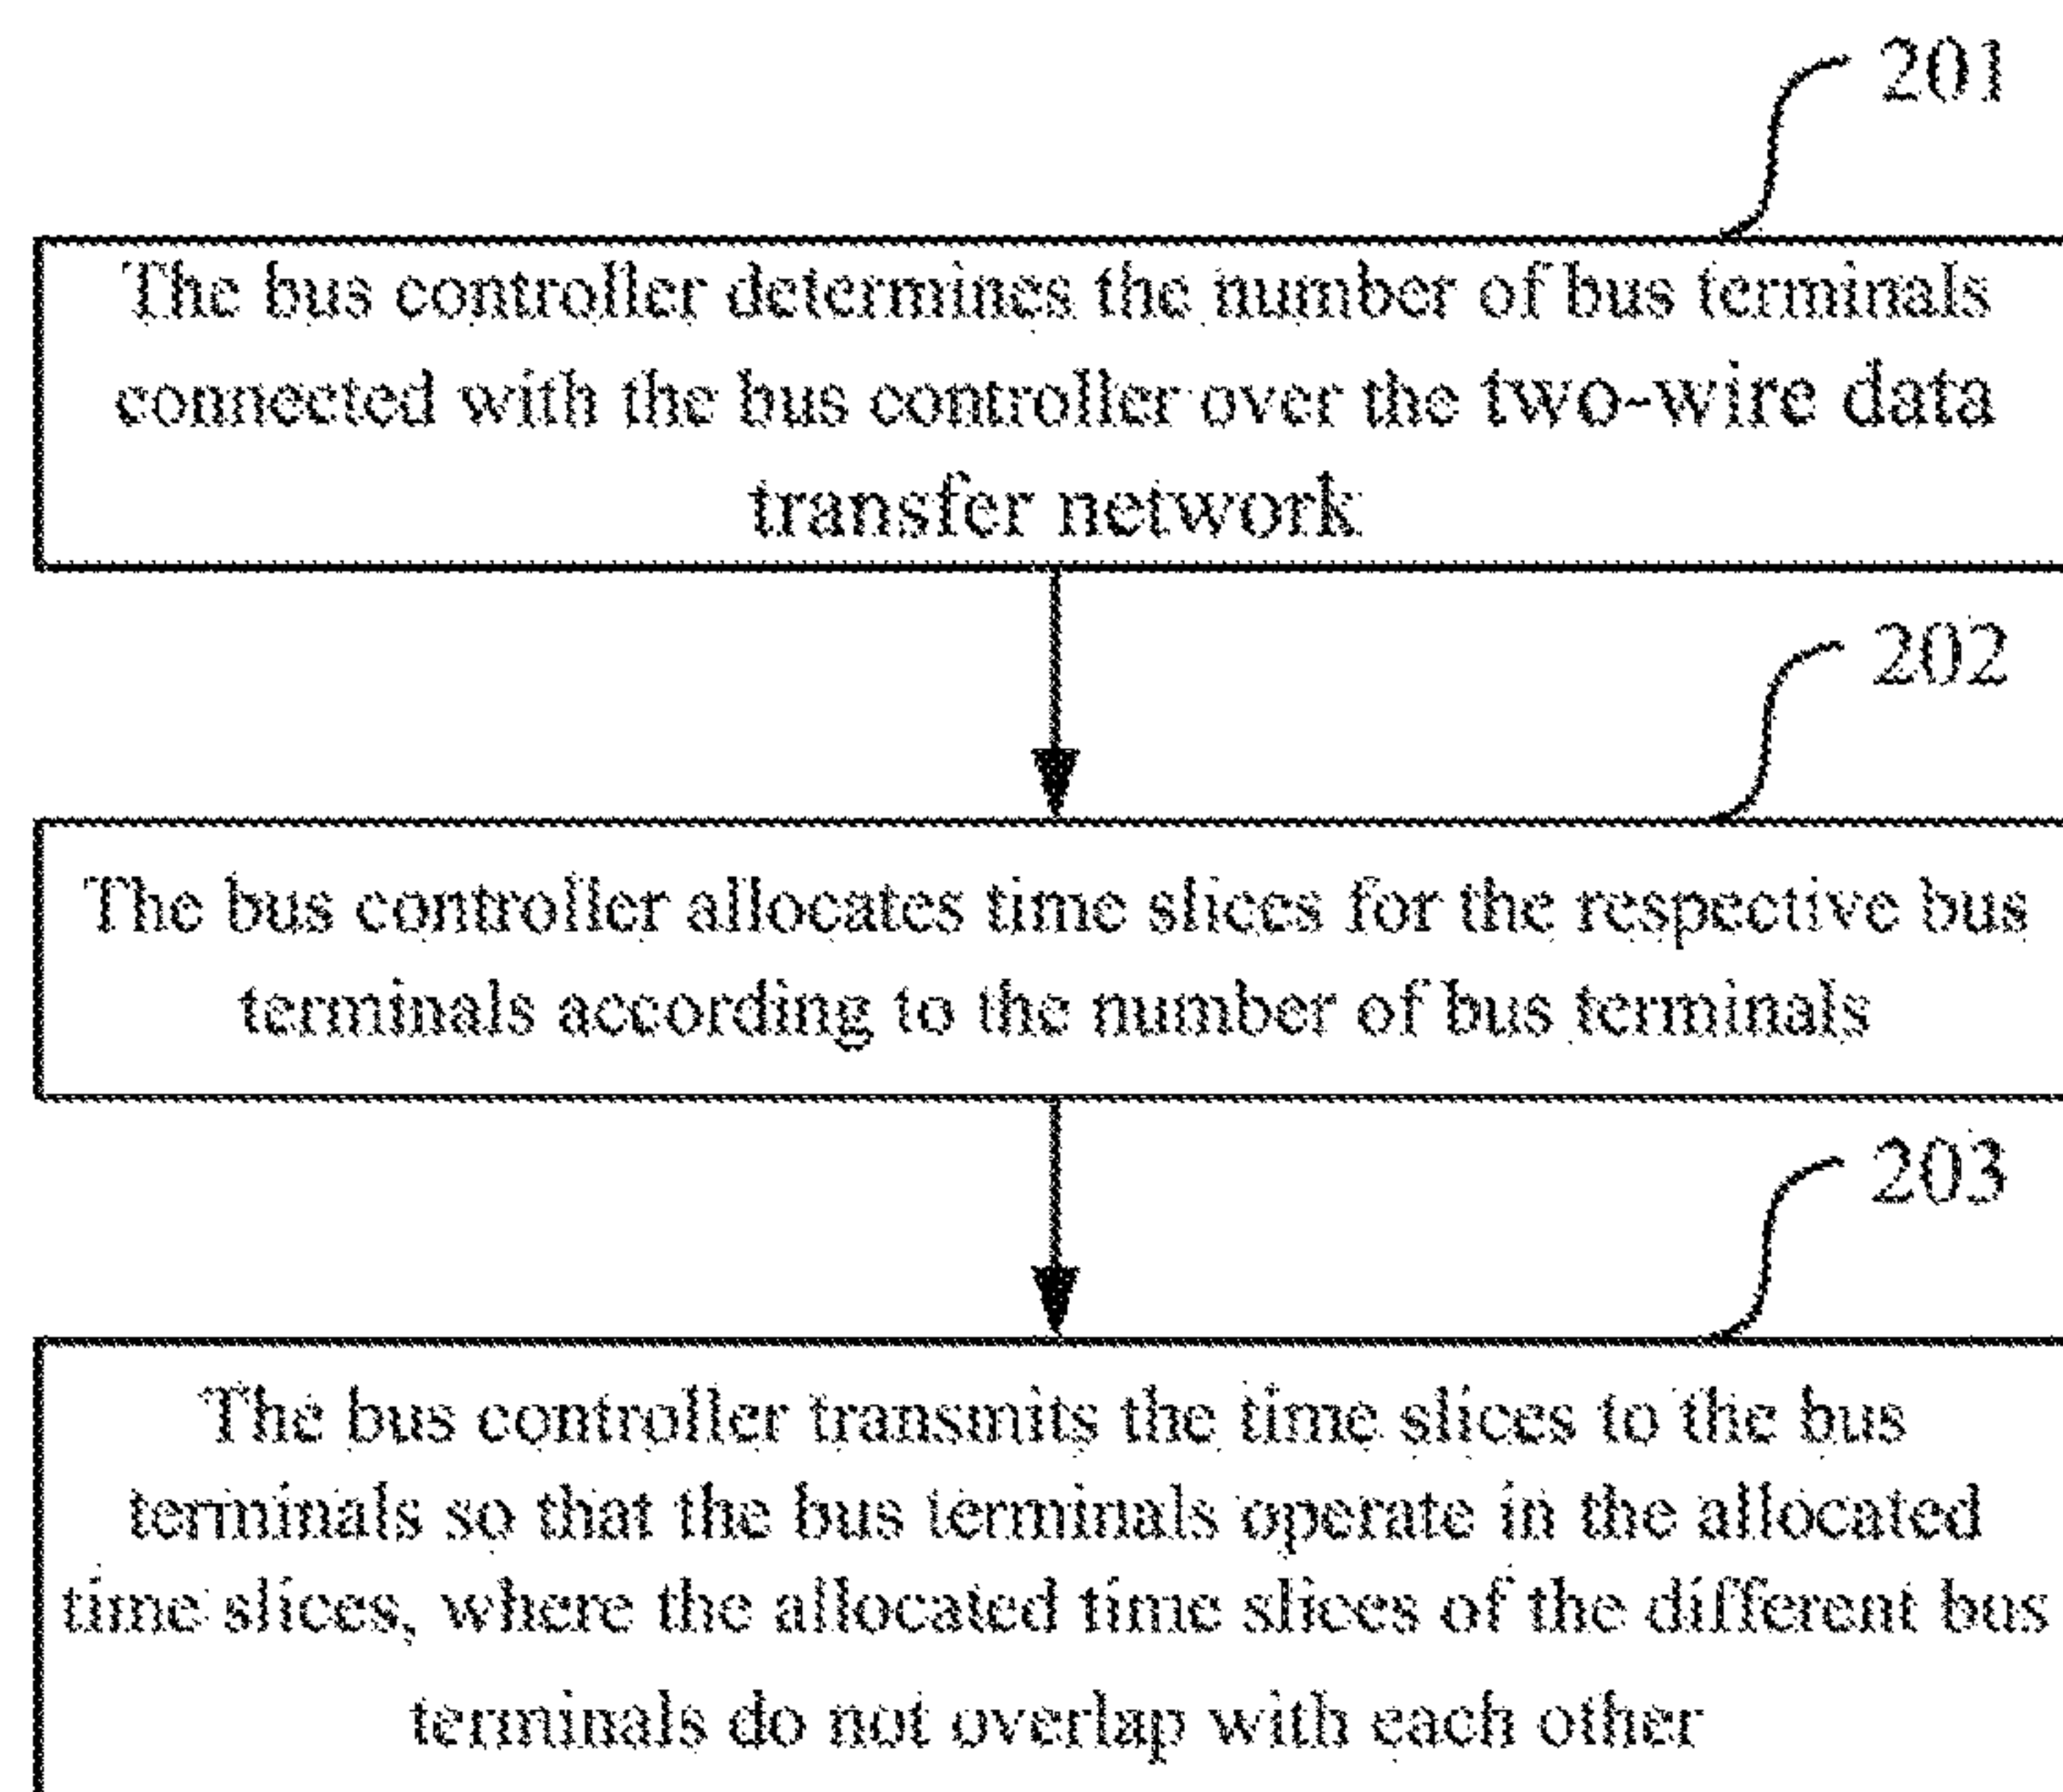 201
The bus controller determines the number of bus terminals
connected with the bus controller over the two-wire data
transfer network
202
The bus controller allocates time slices for the respective bus
terminals according to the number of bus terminals
203
The bus controller transmits the time slices to the bus
terminals so that the bus terminals operate in the allocated
time slices, where the allocated time slices of the different bus
terminals do not overlap with each other